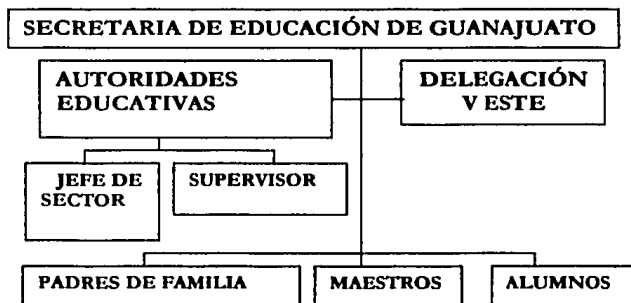 SECRETARIA DE EDUCACIÓN DE GUANAJUATO
AUTORIDADES
EDUCATIVAS
DELEGACIÓN
V ESTE
JEFE DE
SECTOR
SUPERVISOR
PADRES DE FAMILIA
MAESTROS
ALUMNOS